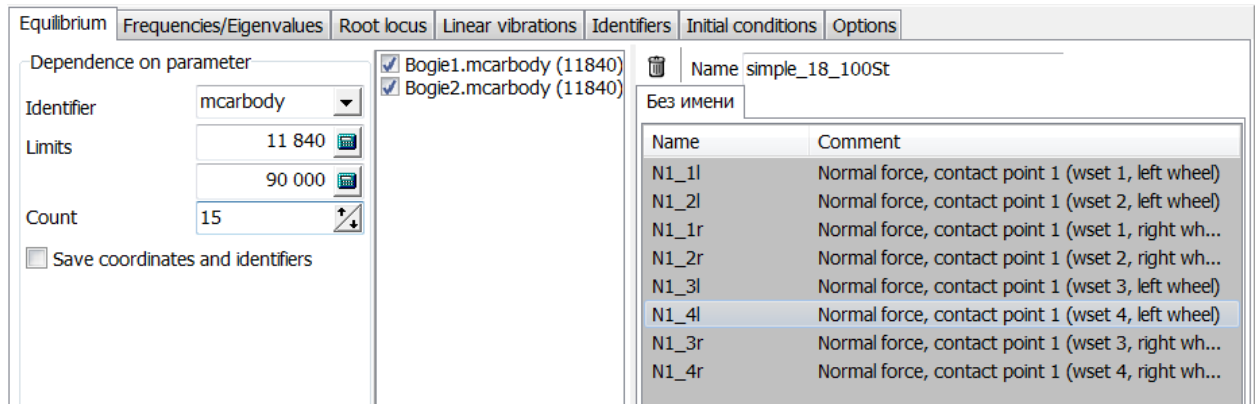 Equilibrium Frequencies/Eigenvalues Root locus Linear vibrations Identifiers Initial conditions Options
Dependence on parameter
Identifier mcarbody
Limits 11 840
90 000
Count 15
Save coordinates and identifiers
Bogie1.mcarbody (11840)
Bogie2.mcarbody (11840)
Name simple_18_100St
Без имени
Name Comment
N1_1l Normal force, contact point 1 (wset 1, left wheel)
N1_2l Normal force, contact point 1 (wset 2, left wheel)
N1_1r Normal force, contact point 1 (wset 1, right wh...
N1_2r Normal force, contact point 1 (wset 2, right wh...
N1_3l Normal force, contact point 1 (wset 3, left wheel)
N1_4l Normal force, contact point 1 (wset 4, left wheel)
N1_3r Normal force, contact point 1 (wset 3, right wh...
N1_4r Normal force, contact point 1 (wset 4, right wh...